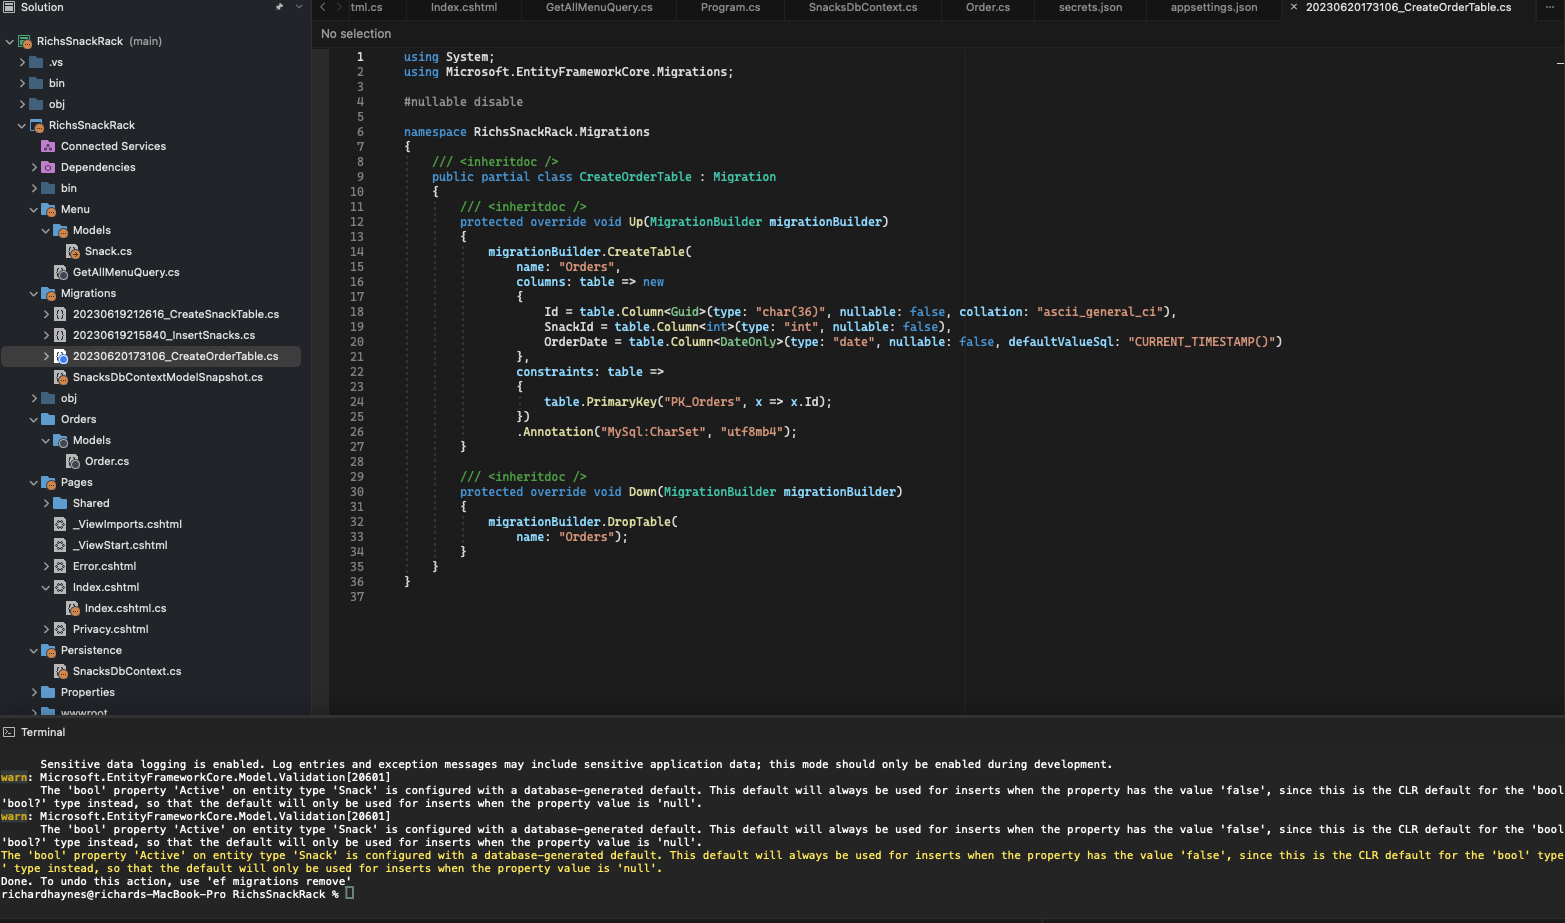 Solution
RichsSnackRack (main)
.vs
bin
obj
RichsSnackRack
Connected Services
Dependencies
bin
Menu
Models
Snack.cs
GetAllMenuQuery.cs
Migrations
20230619212616_CreateSnackTable.cs
20230619215840_InsertSnacks.cs
20230620173106_CreateOrderTable.cs
SnacksDbContextModelSnapshot.cs
obj
Orders
Models
Order.cs
Pages
Shared
_ViewImports.cshtml
_ViewStart.cshtml
Error.cshtml
Index.cshtml
Index.cshtml.cs
Privacy.cshtml
Persistence
SnacksDbContext.cs
Properties
wwwroot
tml.cs Index.cshtml GetAllMenuQuery.cs Program.cs SnacksDbContext.cs Order.cs secrets.json appsettings.json × 20230620173106_CreateOrderTable.cs ...
No selection
1 using System;
2 using Microsoft.EntityFrameworkCore.Migrations;
3
4 #nullable disable
5
6 namespace RichsSnackRack.Migrations
7 {
8 /// <inheritdoc />
9 public partial class CreateOrderTable : Migration
10 {
11 /// <inheritdoc />
12 protected override void Up(MigrationBuilder migrationBuilder)
13 {
14 migrationBuilder.CreateTable(
15 name: "Orders",
16 columns: table => new
17 {
18 Id = table.Column<Guid>(type: "char(36)", nullable: false, collation: "ascii_general_ci"),
19 SnackId = table.Column<int>(type: "int", nullable: false),
20 OrderDate = table.Column<DateOnly>(type: "date", nullable: false, defaultValueSql: "CURRENT_TIMESTAMP()")
21 },
22 constraints: table =>
23 {
24 table.PrimaryKey("PK_Orders", x => x.Id);
25 })
26 .Annotation("MySql:CharSet", "utf8mb4");
27 }
28
29 /// <inheritdoc />
30 protected override void Down(MigrationBuilder migrationBuilder)
31 {
32 migrationBuilder.DropTable(
33 name: "Orders");
34 }
35 }
36 }
37
Terminal
Sensitive data logging is enabled. Log entries and exception messages may include sensitive application data; this mode should only be enabled during development.
warn: Microsoft.EntityFrameworkCore.Model.Validation[20601]
The 'bool' property 'Active' on entity type 'Snack' is configured with a database-generated default. This default will always be used for inserts when the property has the value 'false', since this is the CLR default for the 'bool
'bool?' type instead, so that the default will only be used for inserts when the property value is 'null'.
warn: Microsoft.EntityFrameworkCore.Model.Validation[20601]
The 'bool' property 'Active' on entity type 'Snack' is configured with a database-generated default. This default will always be used for inserts when the property has the value 'false', since this is the CLR default for the 'bool
'bool?' type instead, so that the default will only be used for inserts when the property value is 'null'.
The 'bool' property 'Active' on entity type 'Snack' is configured with a database-generated default. This default will always be used for inserts when the property has the value 'false', since this is the CLR default for the 'bool' type
' type instead, so that the default will only be used for inserts when the property value is 'null'.
Done. To undo this action, use 'ef migrations remove'
richardhaynes@richards-MacBook-Pro RichsSnackRack %